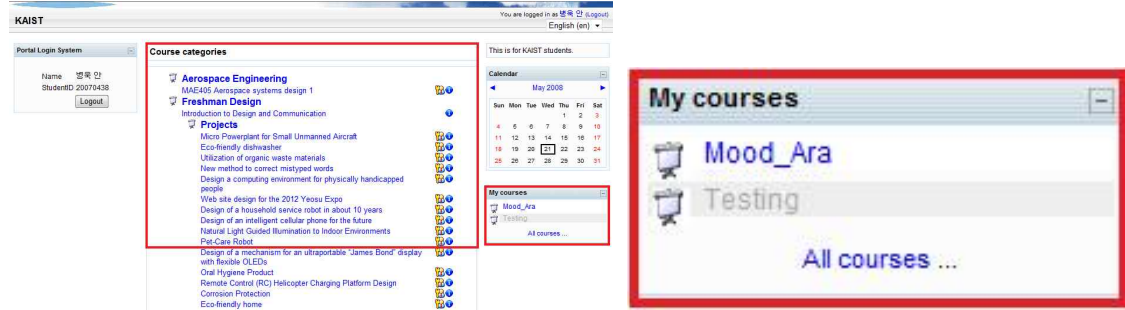 KAIST
You are logged in as 병욱 안 (Logout)
English (en)
Portal Login System
Name 병욱 안
StudentID 20070438
Logout
Course categories
Aerospace Engineering
MAE405 Aerospace systems design 1
Freshman Design
Introduction to Design and Communication
Projects
Micro Powerplant for Small Unmanned Aircraft
Eco-friendly dishwasher
Utilization of organic waste materials
New method to correct mistyped words
Design a computing environment for physically handicapped
people
Web site design for the 2012 Yeosu Expo
Design of a household service robot in about 10 years
Design of an intelligent cellular phone for the future
Natural Light Guided Illumination to Indoor Environments
Pet-Care Robot
Design of a mechanism for an ultraportable "James Bond" display
with flexible OLEDs
Oral Hygiene Product
Remote Control (RC) Helicopter Charging Platform Design
Corrosion Protection
Eco-friendly home
This is for KAIST students.
Calendar
May 2008
Sun Mon Tue Wed Thu Fri Sat
1 2 3
4 5 6 7 8 9 10
11 12 13 14 15 16 17
18 19 20 21 22 23 24
25 26 27 28 29 30 31
My courses
Mood_Ara
Testing
All courses ...
My courses
Mood_Ara
Testing
All courses ...